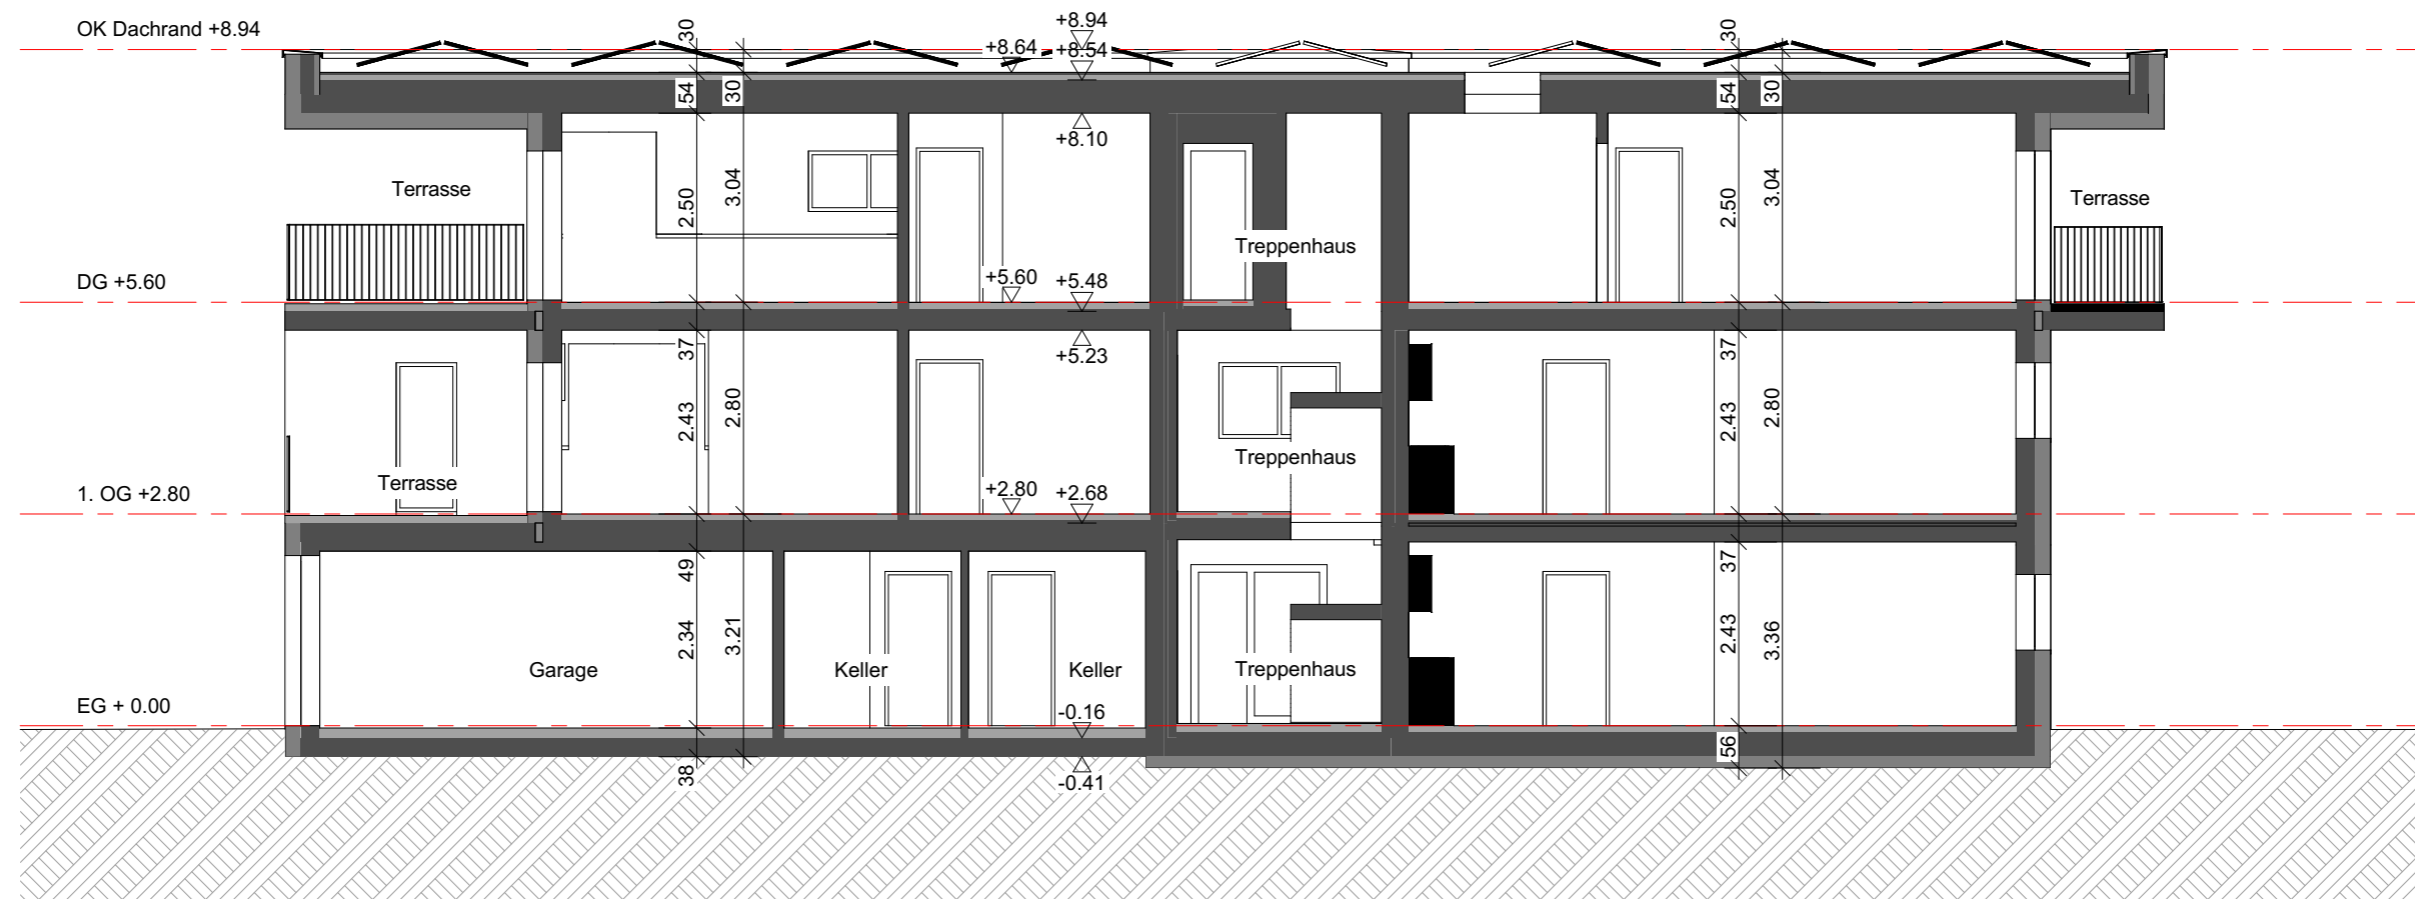 OK Dachrand +8.94
30
+8.94
30
+8.64
+8.54
54
30
54
30
+8.10
Terrasse
2.50
3.04
2.50
3.04
Terrasse
Treppenhaus
DG +5.60
+5.60
+5.48
37
+5.23
37
2.43
2.80
2.43
2.80
Terrasse
Treppenhaus
1. OG +2.80
+2.80
+2.68
49
37
2.34
3.21
2.43
3.36
Garage
Keller
Keller
Treppenhaus
EG + 0.00
-0.16
56
38
-0.41